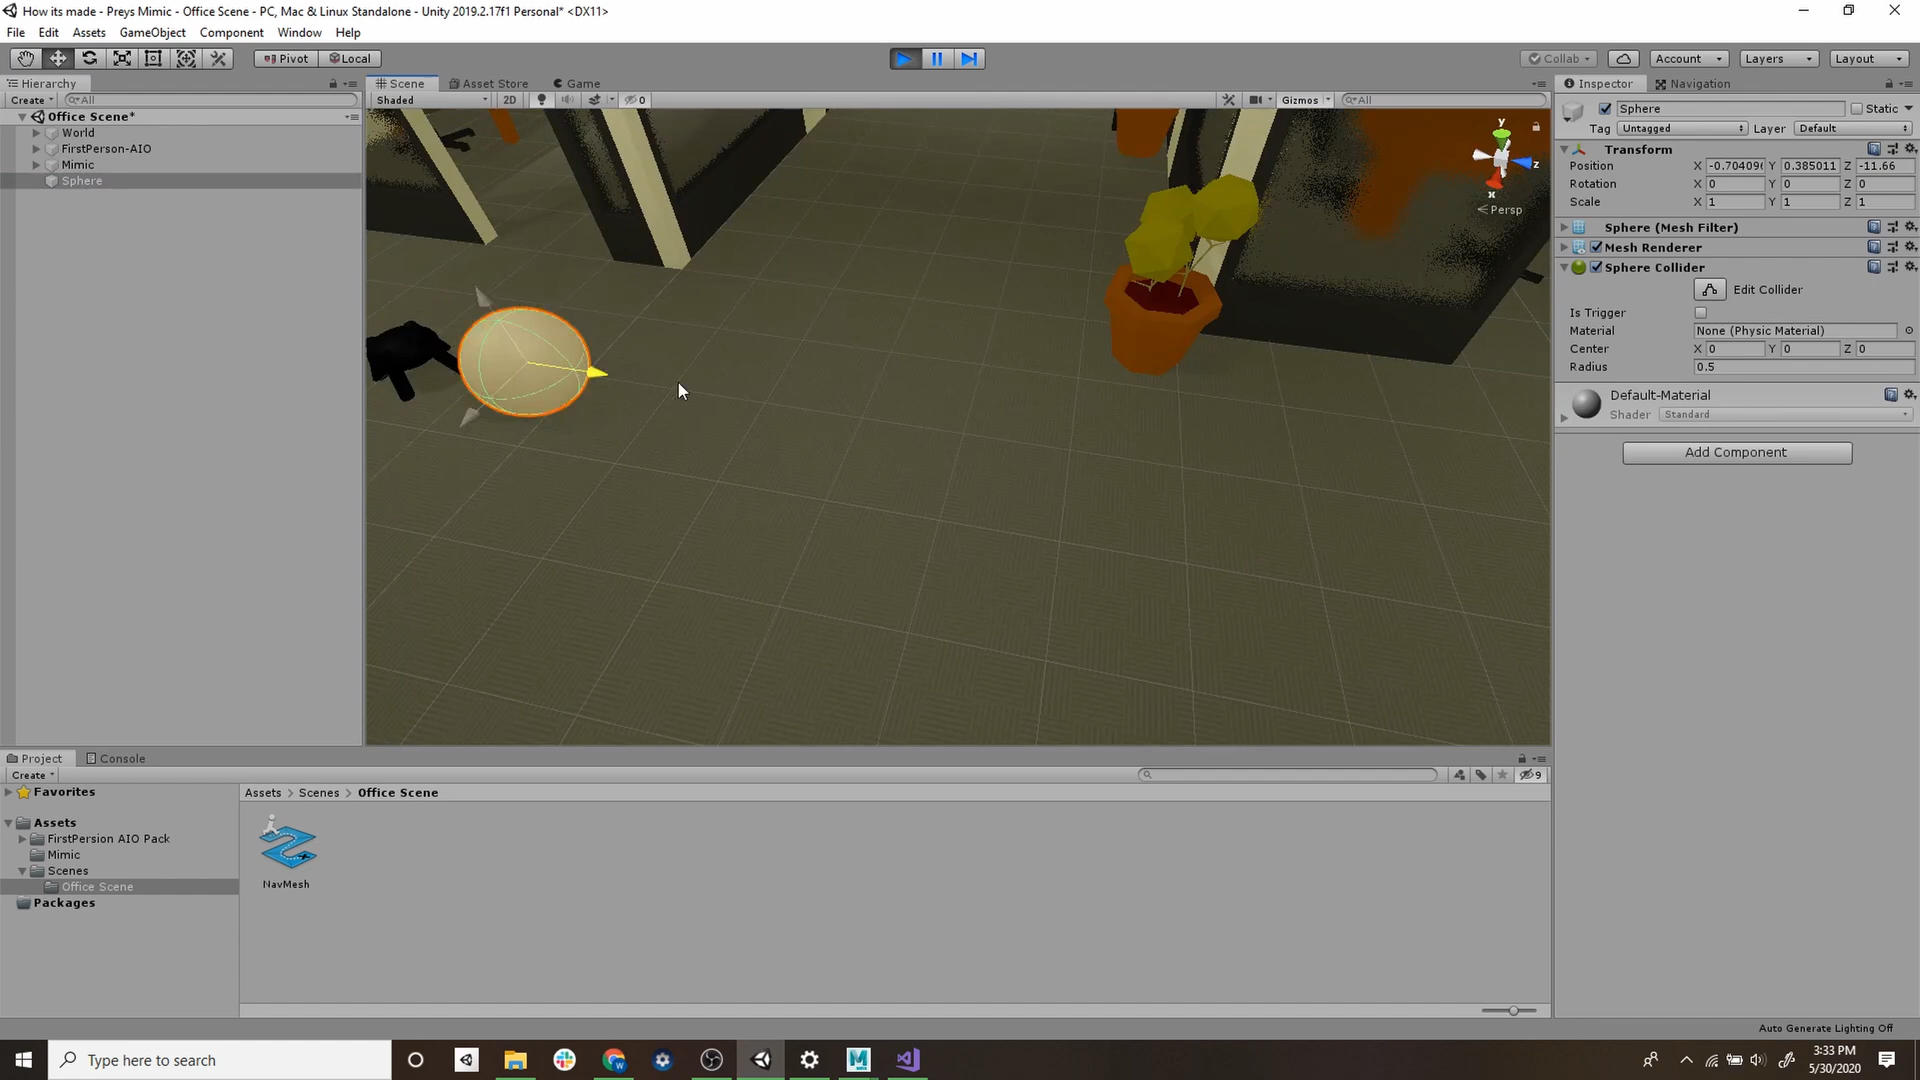 How its made - Preys Mimic - Office Scene - PC, Mac & Linux Standalone - Unity 2019.2.17f1 Personal* <DX11>
File Edit Assets GameObject Component Window Help
Pivot Local Collab Account Layers Layout
Hierarchy Scene Asset Store Game Inspector Navigation
Create All Shaded 2D 0 Gizmos All
Office Scene*
World
FirstPerson-AIO
Mimic
Sphere
y
z
x
Persp
Sphere Static
Tag Untagged Layer Default
Transform
Position X Y 0.385011 Z -11.66
Rotation X 0 Y 0 Z 0
Scale X 1 Y 1 Z 1
Sphere (Mesh Filter)
Mesh Renderer
Sphere Collider
Edit Collider
Is Trigger
Material None (Physic Material)
Center X 0 Y 0 Z 0
Radius 0.5
Default-Material
Shader Standard
Add Component
Project Console
Create 9
Favorites
Assets
FirstPersion AIO Pack
Mimic
Scenes
Office Scene
Packages
Assets > Scenes > Office Scene
NavMesh
Auto Generate Lighting Off
Type here to search
3:33 PM
5/30/2020